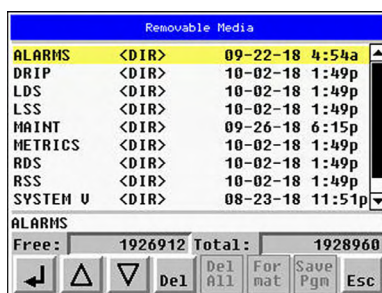 Removable Media
ALARMS <DIR> 09-22-18 4:54a
DRIP <DIR> 10-02-18 1:49p
LDS <DIR> 10-02-18 1:49p
LSS <DIR> 10-02-18 1:49p
MAINT <DIR> 09-26-18 6:15p
METRICS <DIR> 10-02-18 1:49p
RDS <DIR> 10-02-18 1:49p
RSS <DIR> 10-02-18 1:49p
SYSTEM V <DIR> 08-23-18 11:51p
ALARMS
Free: 1926912 Total: 1928960
Del Del All For mat Save Pgm Esc